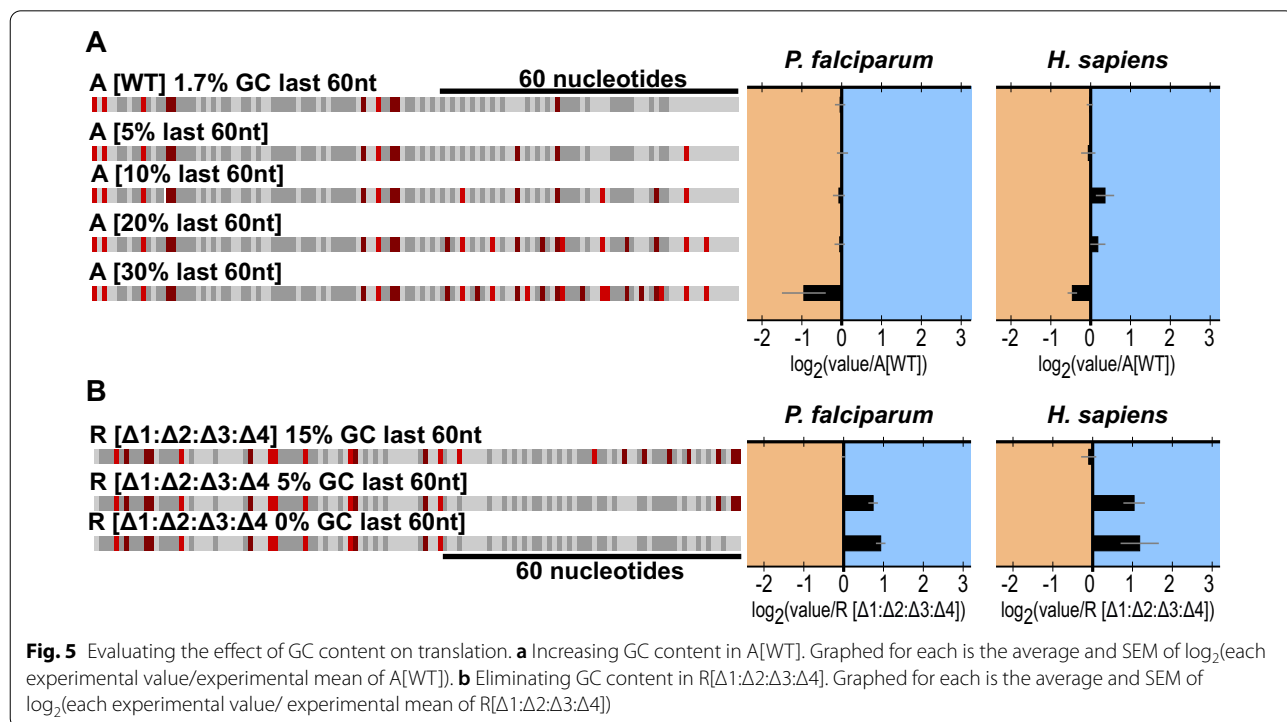 A
P. falciparum
H. sapiens
A [WT] 1.7% GC last 60nt
60 nucleotides
A [5% last 60nt]
A [10% last 60nt]
A [20% last 60nt]
A [30% last 60nt]
-2 -1 0 1 2 3
log₂(value/A[WT])
-2 -1 0 1 2 3
log₂(value/A[WT])
B
P. falciparum
H. sapiens
R [Δ1:Δ2:Δ3:Δ4] 15% GC last 60nt
R [Δ1:Δ2:Δ3:Δ4 5% GC last 60nt]
R [Δ1:Δ2:Δ3:Δ4 0% GC last 60nt]
60 nucleotides
-2 -1 0 1 2 3
log₂(value/R [Δ1:Δ2:Δ3:Δ4])
-2 -1 0 1 2 3
log₂(value/R [Δ1:Δ2:Δ3:Δ4])
Fig. 5 Evaluating the effect of GC content on translation. a Increasing GC content in A[WT]. Graphed for each is the average and SEM of log₂(each
experimental value/experimental mean of A[WT]). b Eliminating GC content in R[Δ1:Δ2:Δ3:Δ4]. Graphed for each is the average and SEM of
log₂(each experimental value/ experimental mean of R[Δ1:Δ2:Δ3:Δ4])